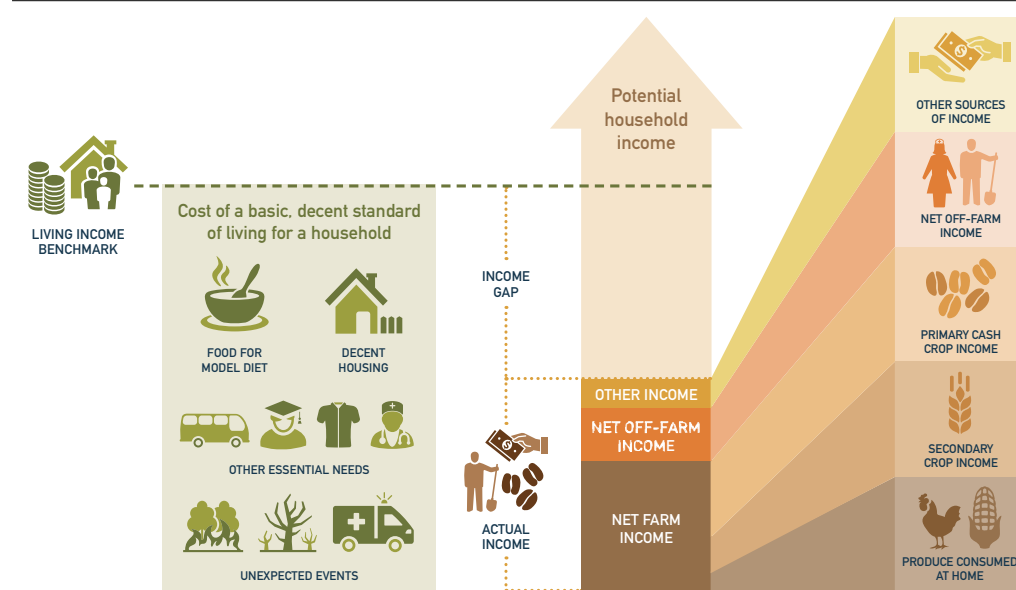 LIVING INCOME
BENCHMARK
Cost of a basic, decent standard
of living for a household
FOOD FOR
MODEL DIET
DECENT
HOUSING
OTHER ESSENTIAL NEEDS
UNEXPECTED EVENTS
INCOME
GAP
ACTUAL
INCOME
Potential
household
income
OTHER INCOME
NET OFF-FARM
INCOME
NET FARM
INCOME
OTHER SOURCES
OF INCOME
NET OFF-FARM
INCOME
PRIMARY CASH
CROP INCOME
SECONDARY
CROP INCOME
PRODUCE CONSUMED
AT HOME